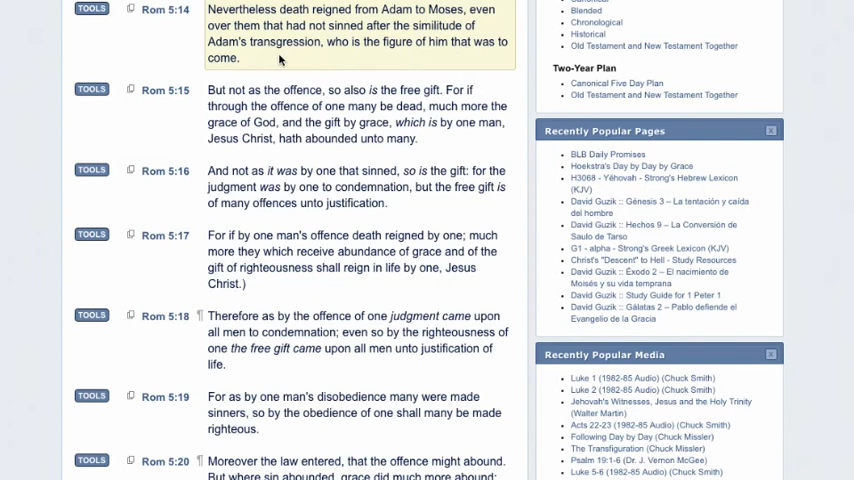 TOOLS
Rom 5:14
Nevertheless death reigned from Adam to Moses, even
over them that had not sinned after the similitude of
Adam's transgression, who is the figure of him that was to
come.
TOOLS
Rom 5:15
But not as the offence, so also is the free gift. For if
through the offence of one many be dead, much more the
grace of God, and the gift by grace, which is by one man,
Jesus Christ, hath abounded unto many.
TOOLS
Rom 5:16
And not as it was by one that sinned, so is the gift: for the
judgment was by one to condemnation, but the free gift is
of many offences unto justification.
TOOLS
Rom 5:17
For if by one man's offence death reigned by one; much
more they which receive abundance of grace and of the
gift of righteousness shall reign in life by one, Jesus
Christ.)
TOOLS
Rom 5:18
¶ Therefore as by the offence of one judgment came upon
all men to condemnation; even so by the righteousness of
one the free gift came upon all men unto justification of
life.
TOOLS
Rom 5:19
For as by one man's disobedience many were made
sinners, so by the obedience of one shall many be made
righteous.
TOOLS
Rom 5:20
¶ Moreover the law entered, that the offence might abound.
But where sin abounded, grace did much more abound:
Blended
Chronological
Historical
Old Testament and New Testament Together
Two-Year Plan
Canonical Five Day Plan
Old Testament and New Testament Together
Recently Popular Pages
x
BLB Daily Promises
Hoekstra's Day by Day by Grace
H3068 - Yĕhovah - Strong's Hebrew Lexicon
(KJV)
David Guzik :: Génesis 3 – La tentación y caída
del hombre
David Guzik :: Hechos 9 – La Conversión de
Saulo de Tarso
G1 - alpha - Strong's Greek Lexicon (KJV)
Christ's "Descent" to Hell - Study Resources
David Guzik :: Éxodo 2 – El nacimiento de
Moisés y su vida temprana
David Guzik :: Study Guide for 1 Peter 1
David Guzik :: Gálatas 2 – Pablo defiende el
Evangelio de la Gracia
Recently Popular Media
x
Luke 1 (1982-85 Audio) (Chuck Smith)
Luke 2 (1982-85 Audio) (Chuck Smith)
Jehovah's Witnesses, Jesus and the Holy Trinity
(Walter Martin)
Acts 22-23 (1982-85 Audio) (Chuck Smith)
Following Day by Day (Chuck Missler)
The Transfiguration (Chuck Missler)
Psalm 19:1-6 (Dr. J. Vernon McGee)
Luke 5-6 (1982-85 Audio) (Chuck Smith)